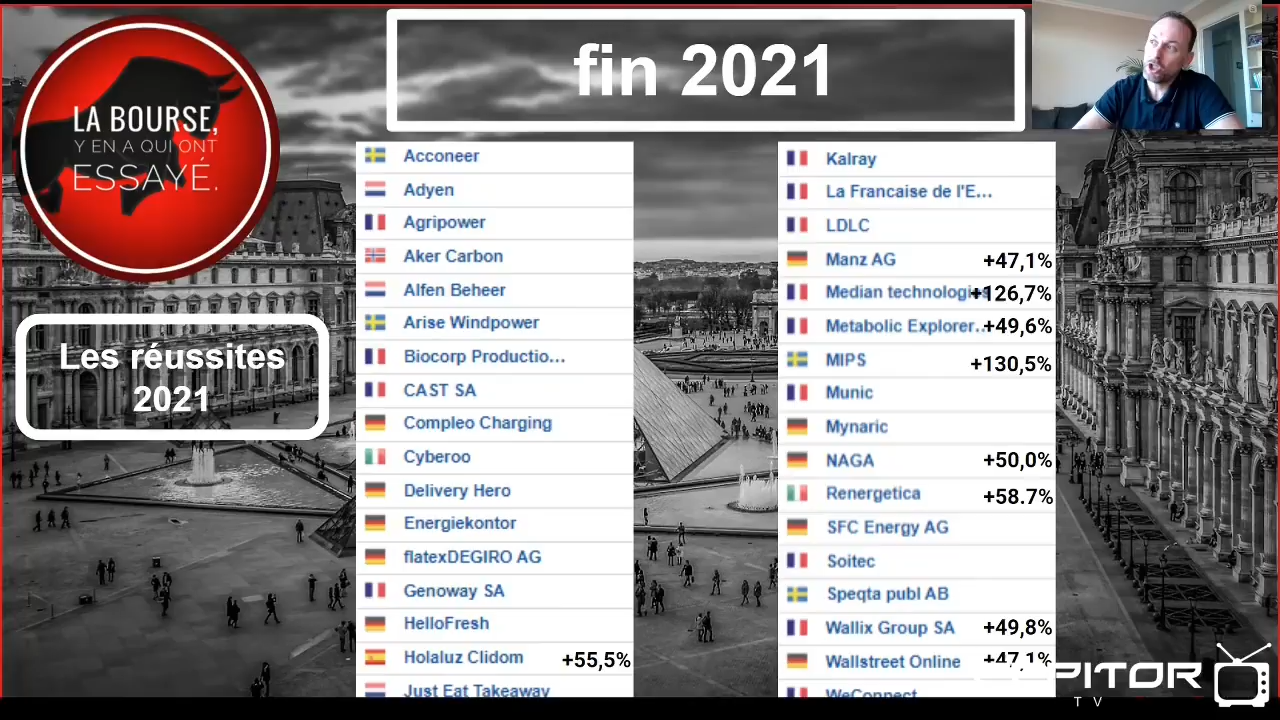 LA BOURSE,
Y EN A QUI ONT
ESSAYÉ.
fin 2021
Les réussites
2021
Acconeer
Adyen
Agripower
Aker Carbon
Alfen Beheer
Arise Windpower
Biocorp Productio...
CAST SA
Compleo Charging
Cyberoo
Delivery Hero
Energiekontor
flatexDEGIRO AG
Genoway SA
HelloFresh
Holaluz Clidom +55,5%
Just Eat Takeaway
Kalray
La Francaise de l'E...
LDLC
Manz AG +47,1%
Median technologi +126,7%
Metabolic Explorer.. +49,6%
MIPS +130,5%
Munic
Mynaric
NAGA +50,0%
Renergetica +58.7%
SFC Energy AG
Soitec
Speqta publ AB
Wallix Group SA +49,8%
Wallstreet Online +47,1%
WeConnect
PITOR
TV